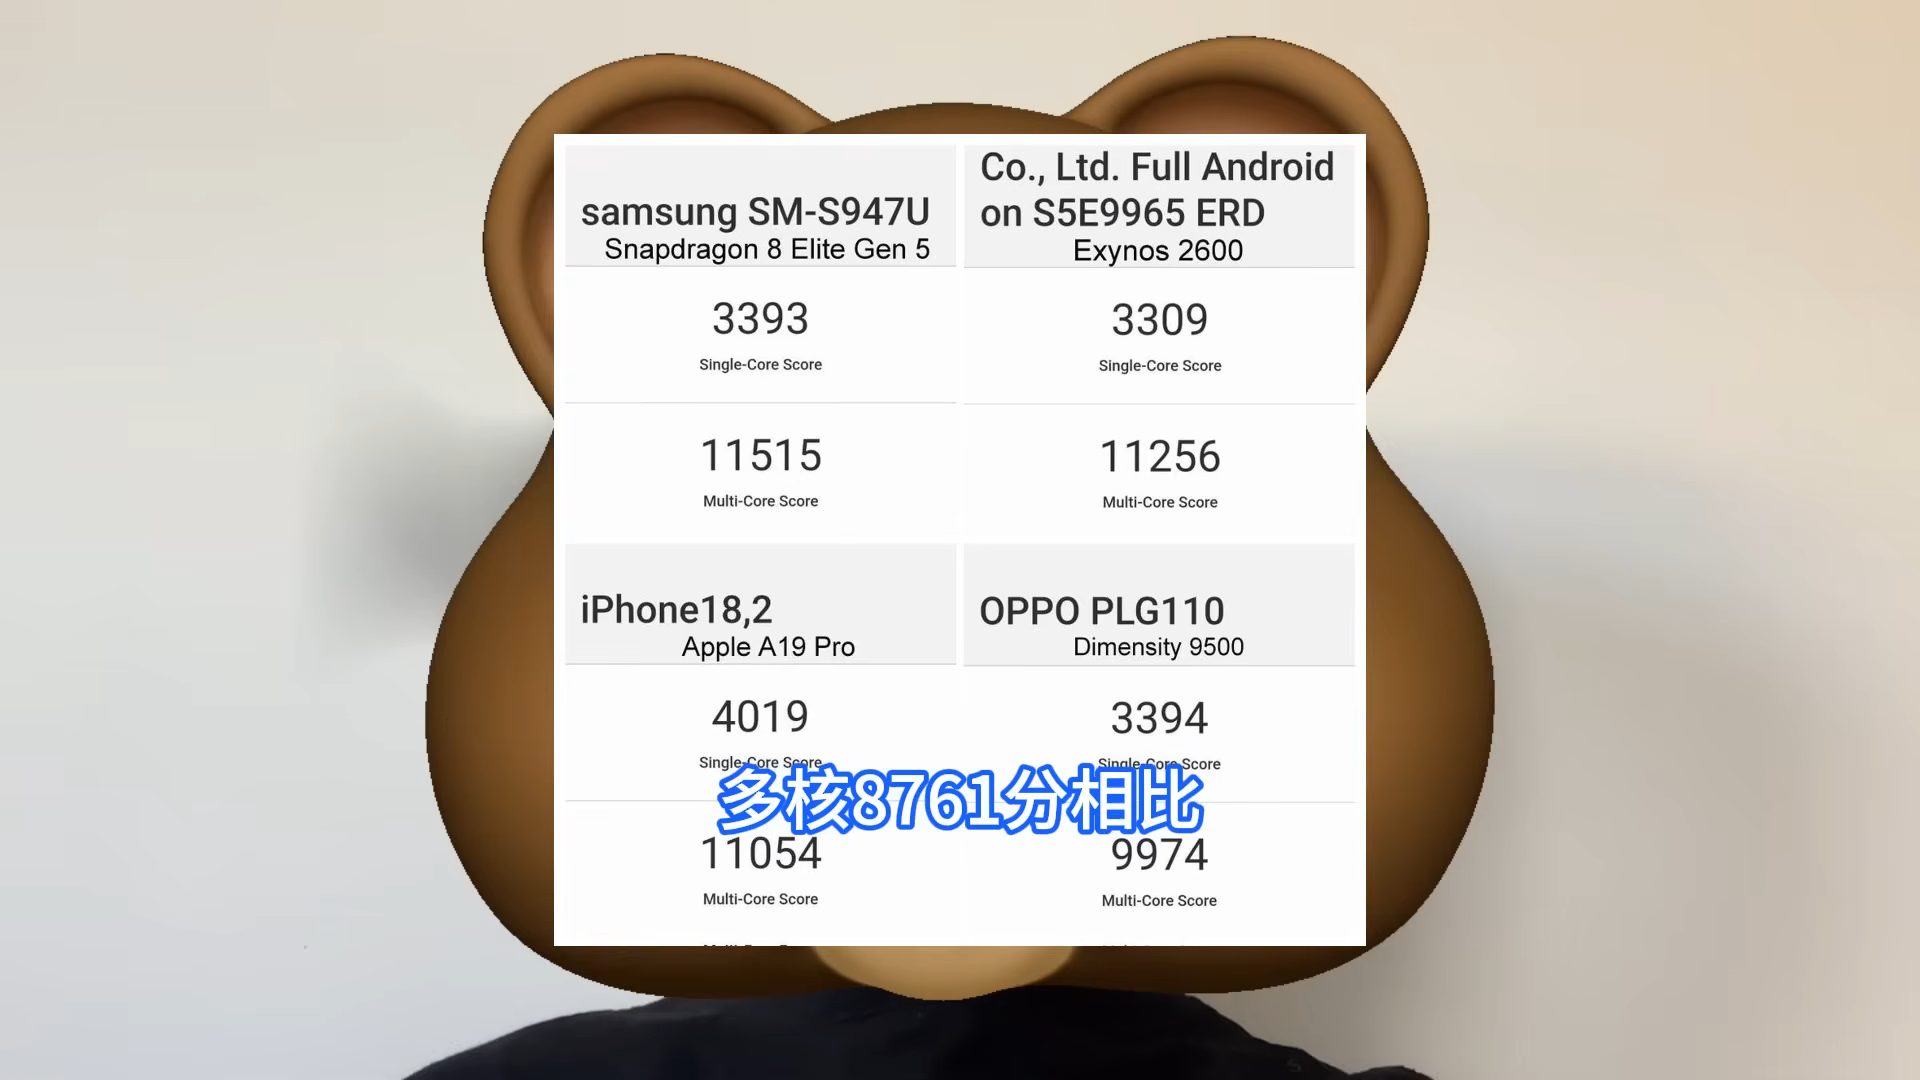 samsung SM-S947U
Snapdragon 8 Elite Gen 5
3393
Single-Core Score
11515
Multi-Core Score
Co., Ltd. Full Android
on S5E9965 ERD
Exynos 2600
3309
Single-Core Score
11256
Multi-Core Score
iPhone18,2
Apple A19 Pro
4019
Single-Core Score
11054
Multi-Core Score
OPPO PLG110
Dimensity 9500
3394
Single-Core Score
9974
Multi-Core Score
多核8761分相比